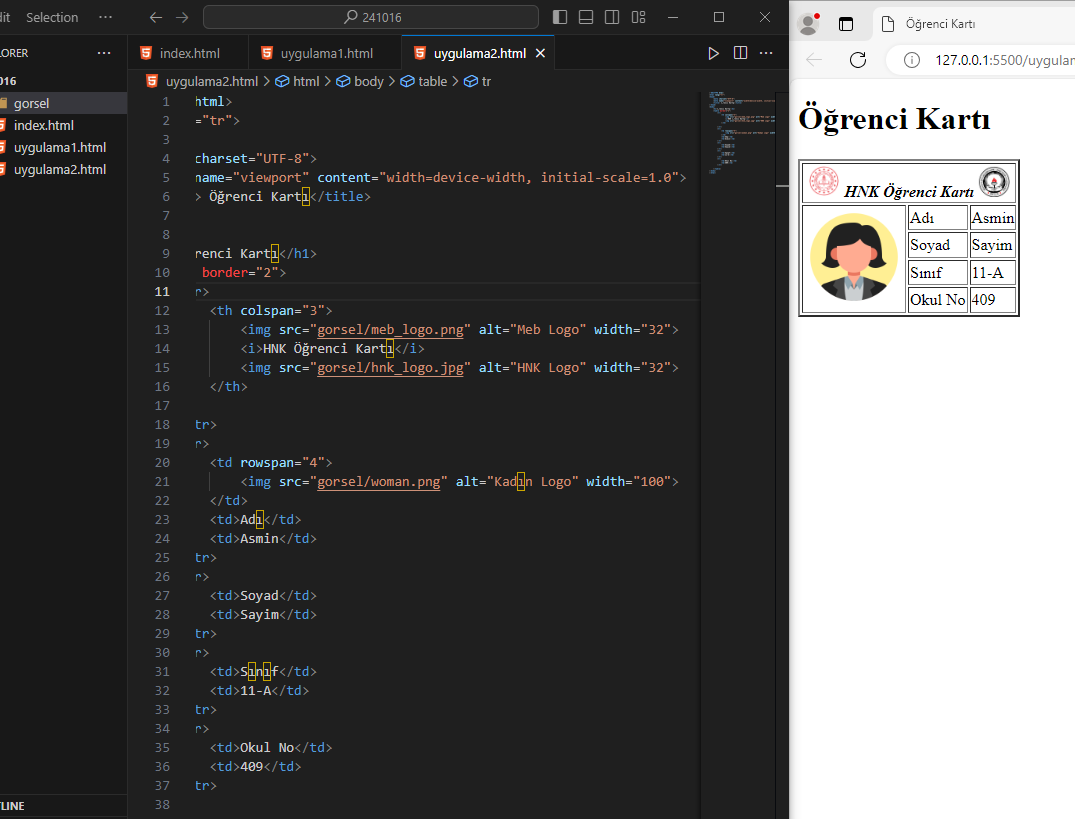 dit Selection ··· 241016
LORER ···
016
gorsel
index.html
uygulama1.html
uygulama2.html
TLINE
index.html uygulama1.html uygulama2.html
uygulama2.html > html > body > table > tr
1 html>
2 ="tr">
3
4 charset="UTF-8">
5 name="viewport" content="width=device-width, initial-scale=1.0">
6 > Öğrenci Kartı</title>
7
8
9 renci Kartı</h1>
10 border="2">
11 r>
12 <th colspan="3">
13 <img src="gorsel/meb_logo.png" alt="Meb Logo" width="32">
14 <i>HNK Öğrenci Kartı</i>
15 <img src="gorsel/hnk_logo.jpg" alt="HNK Logo" width="32">
16 </th>
17
18 tr>
19 r>
20 <td rowspan="4">
21 <img src="gorsel/woman.png" alt="Kadın Logo" width="100">
22 </td>
23 <td>Adı</td>
24 <td>Asmin</td>
25 tr>
26 r>
27 <td>Soyad</td>
28 <td>Sayim</td>
29 tr>
30 r>
31 <td>Sınıf</td>
32 <td>11-A</td>
33 tr>
34 r>
35 <td>Okul No</td>
36 <td>409</td>
37 tr>
38
Öğrenci Kartı
127.0.0.1:5500/uygulam
Öğrenci Kartı
HNK Öğrenci Kartı
Adı Asmin
Soyad Sayim
Sınıf 11-A
Okul No 409